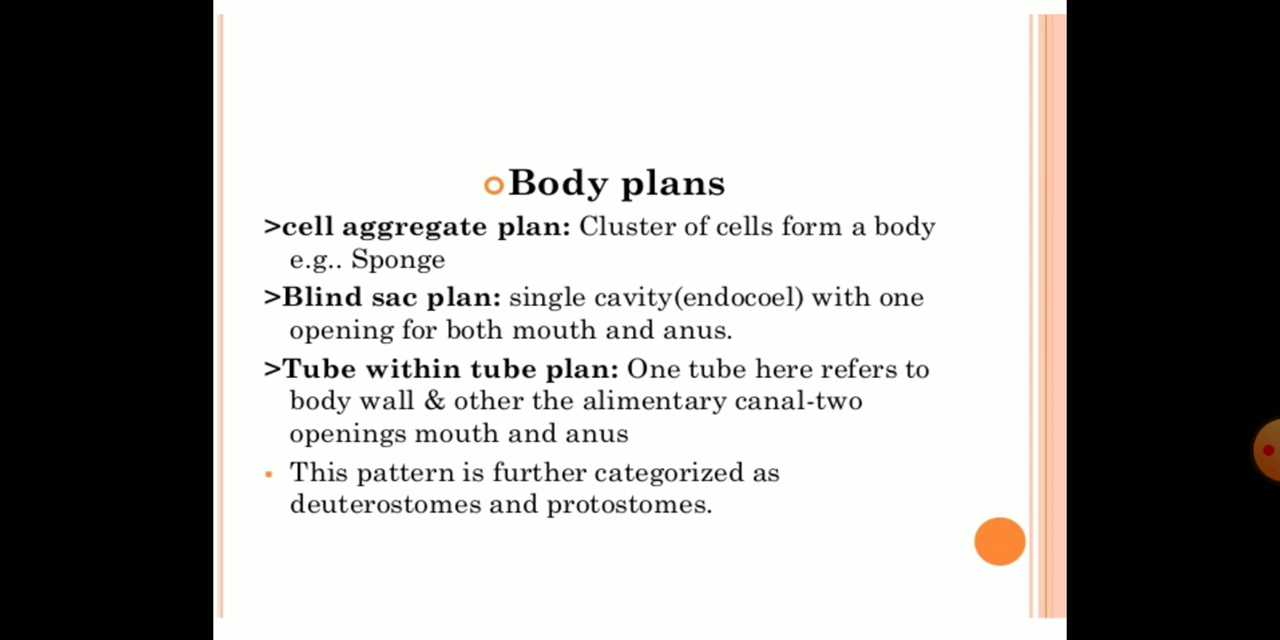 Body plans
>cell aggregate plan: Cluster of cells form a body
e.g.. Sponge
>Blind sac plan: single cavity(endocoel) with one
opening for both mouth and anus.
>Tube within tube plan: One tube here refers to
body wall & other the alimentary canal-two
openings mouth and anus
▪ This pattern is further categorized as
deuterostomes and protostomes.